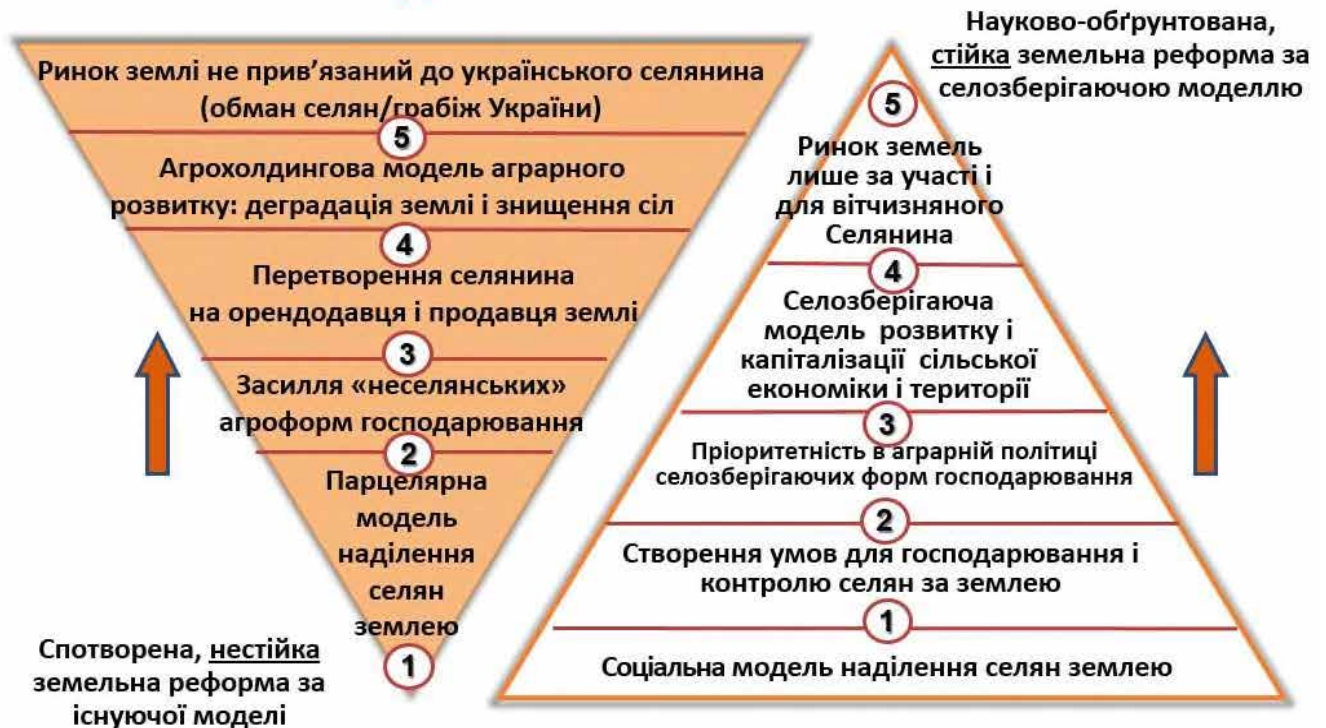 Ринок землі не прив’язаний до українського селянина
(обман селян/грабіж України)
5
Агрохолдингова модель аграрного
розвитку: деградація землі і знищення сіл
4
Перетворення селянина
на орендодавця і продавця землі
3
Засилля «неселянських»
агроформ господарювання
2
Парцелярна
модель
наділення
селян
землею
1
Спотворена, нестійка
земельна реформа за
існуючої моделі
Науково-обґрунтована,
стійка земельна реформа за
селозберігаючою моделлю
5
Ринок земель
лише за участі і
для вітчизняного
Селянина
4
Селозберігаюча
модель розвитку і
капіталізації сільської
економіки і території
3
Пріоритетність в аграрній політиці
селозберігаючих форм господарювання
2
Створення умов для господарювання і
контролю селян за землею
1
Соціальна модель наділення селян землею